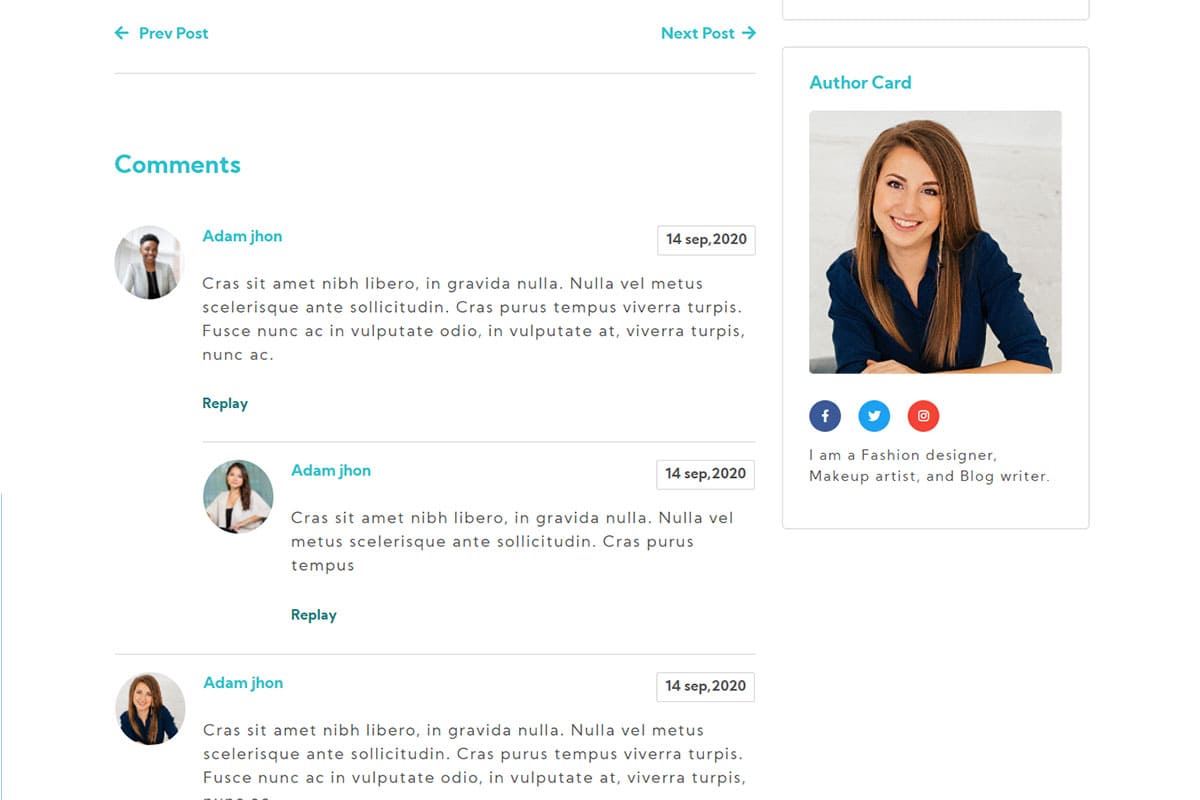 Prev Post
Next Post
Comments
Adam jhon
14 sep,2020
Cras sit amet nibh libero, in gravida nulla. Nulla vel metus
scelerisque ante sollicitudin. Cras purus tempus viverra turpis.
Fusce nunc ac in vulputate odio, in vulputate at, viverra turpis,
nunc ac.
Replay
Adam jhon
14 sep,2020
Cras sit amet nibh libero, in gravida nulla. Nulla vel
metus scelerisque ante sollicitudin. Cras purus
tempus
Replay
Adam jhon
14 sep,2020
Cras sit amet nibh libero, in gravida nulla. Nulla vel metus
scelerisque ante sollicitudin. Cras purus tempus viverra turpis.
Fusce nunc ac in vulputate odio, in vulputate at, viverra turpis,
Author Card
I am a Fashion designer,
Makeup artist, and Blog writer.